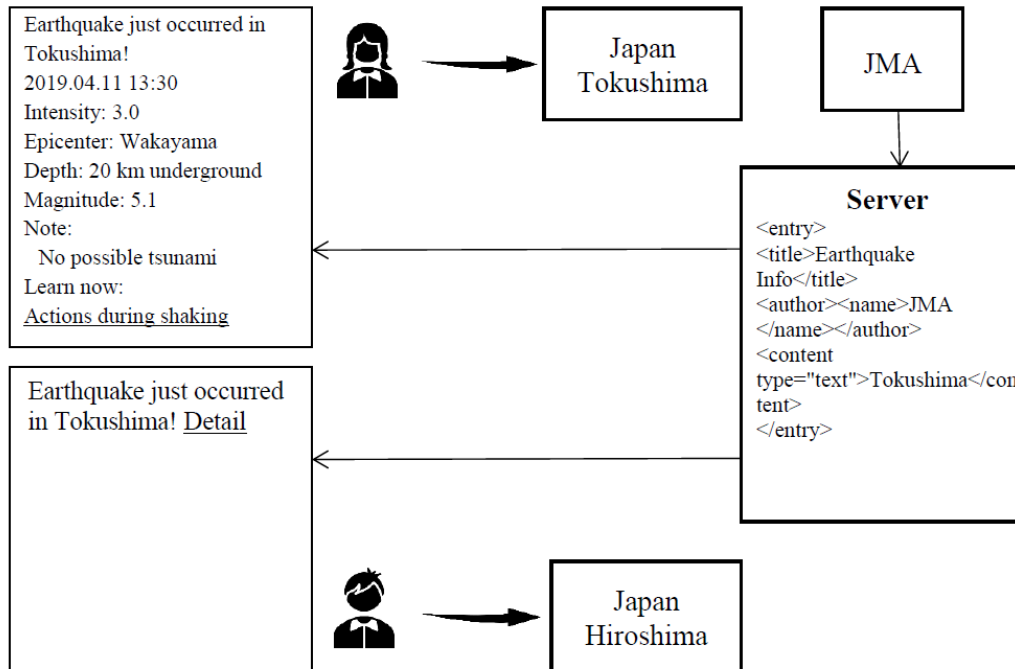 Earthquake just occurred in
Tokushima!
2019.04.11 13:30
Intensity: 3.0
Epicenter: Wakayama
Depth: 20 km underground
Magnitude: 5.1
Note:
No possible tsunami
Learn now:
Actions during shaking
Japan
Tokushima
JMA
Server
<entry>
<title>Earthquake
Info</title>
<author><name>JMA
</name></author>
<content
type="text">Tokushima</con
tent>
</entry>
Earthquake just occurred
in Tokushima! Detail
Japan
Hiroshima